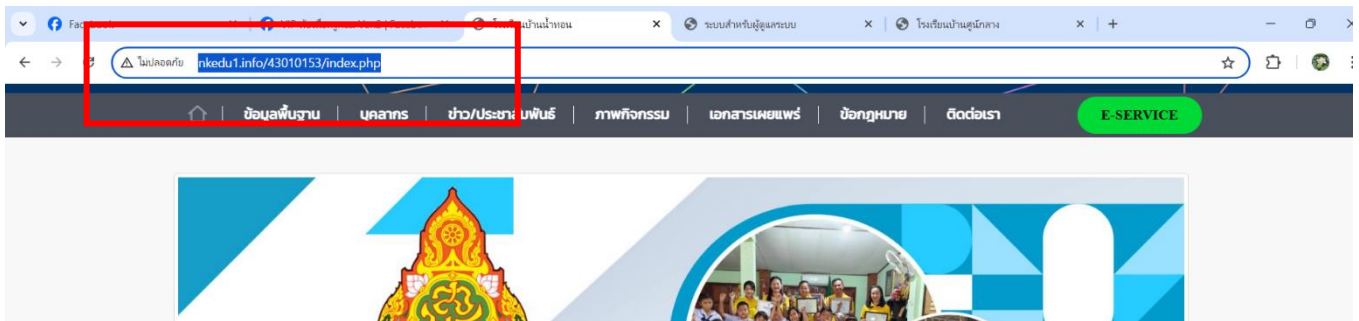 โรงเรียนบ้านน้ำทอน
ระบบสำหรับผู้ดูแลระบบ
โรงเรียนบ้านศูนย์กลาง
ไม่ปลอดภัย
nkedu1.info/43010153/index.php
ข้อมูลพื้นฐาน
บุคลากร
ข่าว/ประชาสัมพันธ์
ภาพกิจกรรม
เอกสารเผยแพร่
ข้อกฎหมาย
ติดต่อเรา
E-SERVICE